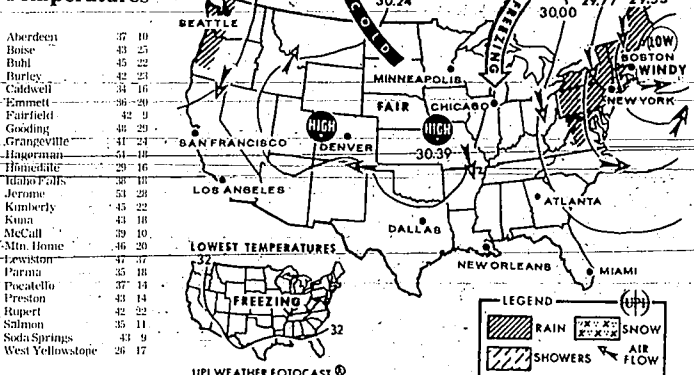 Temperatures
Aberdeen 37 10
Boise 43 25
Buhl 45 22
Burley 42 23
Caldwell 34 16
Emmett 36 20
Fairfield 42 9
Gooding 48 29
Grangeville 41 24
Hagerman 51 18
Homedale 29 16
Idaho Falls 38 18
Jerome 53 28
Kimberly 45 22
Kuna 43 18
McCall 39 10
Mtn. Home 46 20
Lewiston 47 37
Parma 35 18
Pocatello 37 14
Preston 43 14
Rupert 42 22
Salmon 35 11
Soda Springs 43 9
West Yellowstone 26 17
30.24
30.00
29.77
SEATTLE
COLD
FREEZING
LOW
BOSTON
WINDY
MINNEAPOLIS
FAIR
CHICAGO
NEW YORK
HIGH
HIGH
SAN FRANCISCO
DENVER
30.39
LOS ANGELES
ATLANTA
DALLAS
NEW ORLEANS
MIAMI
LOWEST TEMPERATURES
32
FREEZING
32
LEGEND
UPI
RAIN
SNOW
SHOWERS
AIR
FLOW
UPI WEATHER FOTOCAST ®